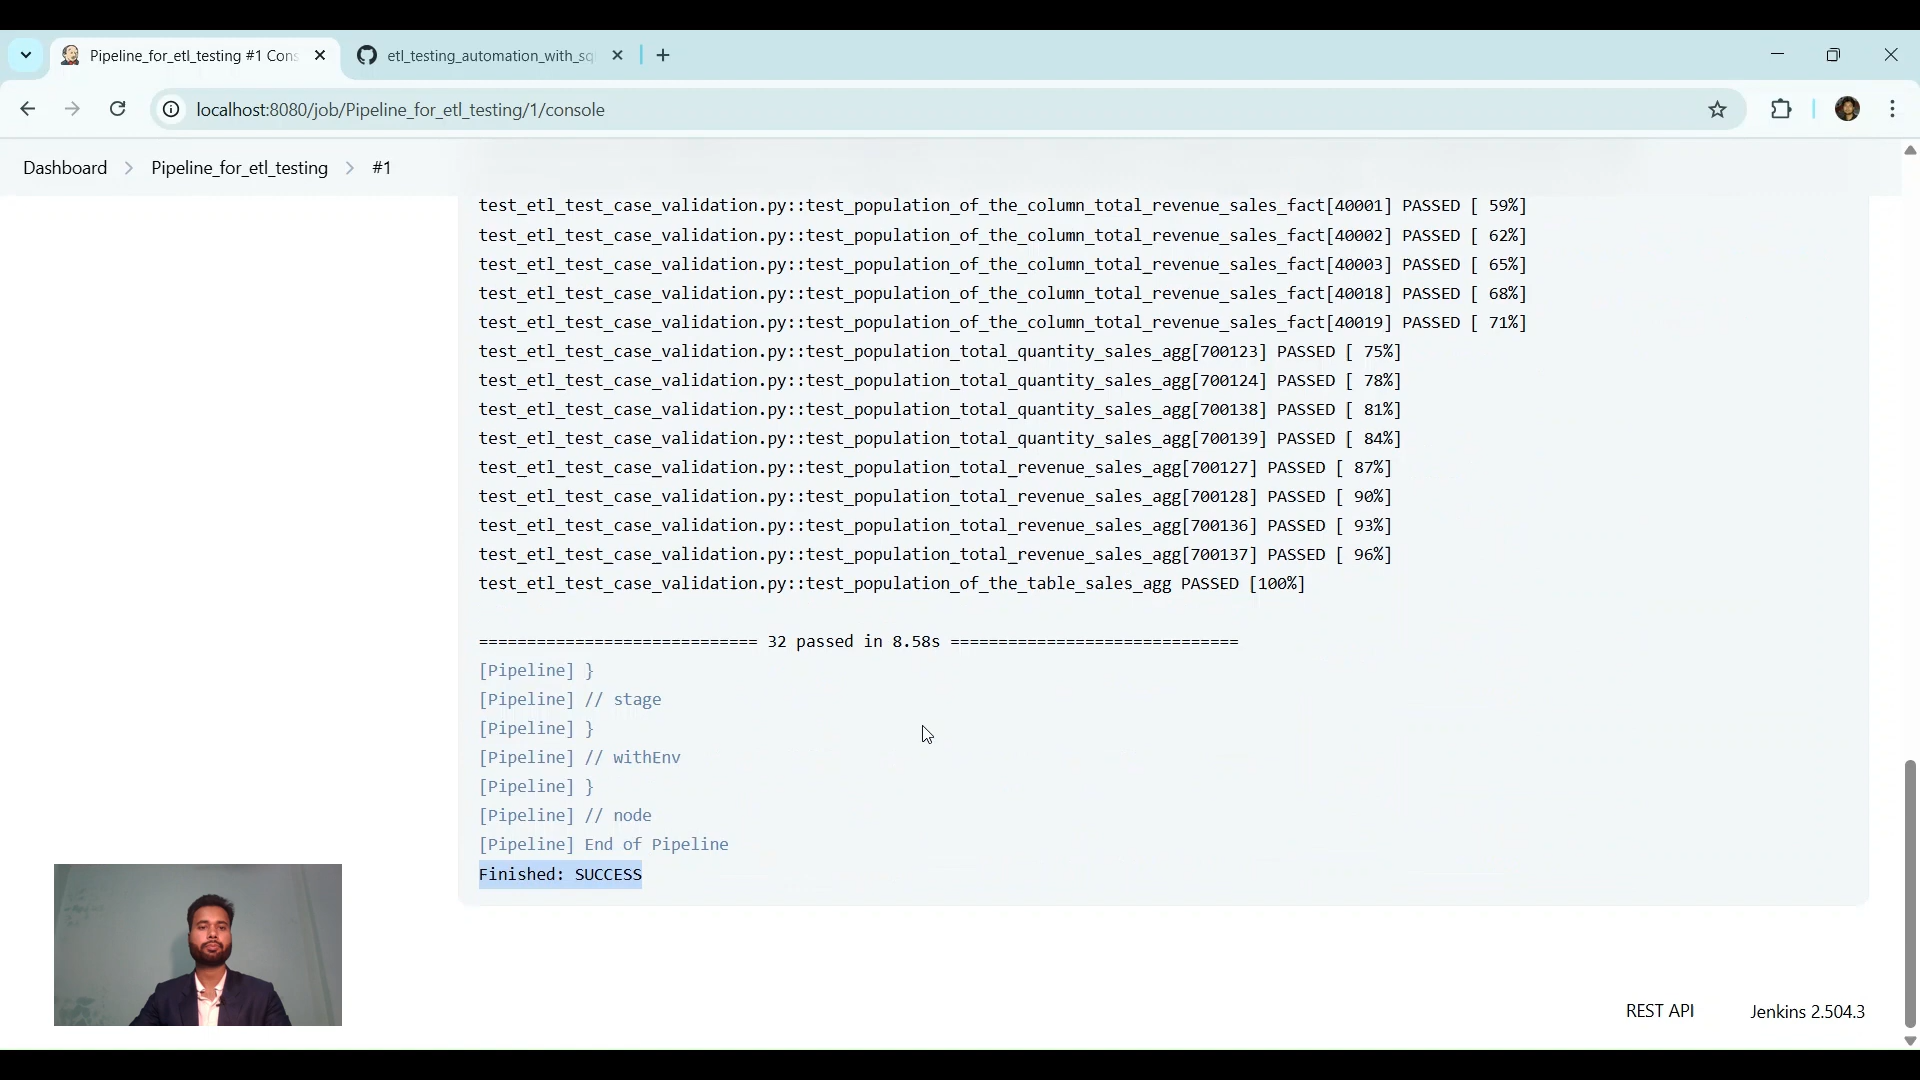 Pipeline_for_etl_testing #1 Cons
etl_testing_automation_with_sq
localhost:8080/job/Pipeline_for_etl_testing/1/console
Dashboard > Pipeline_for_etl_testing > #1
test_etl_test_case_validation.py::test_population_of_the_column_total_revenue_sales_fact[40001] PASSED [ 59%]
test_etl_test_case_validation.py::test_population_of_the_column_total_revenue_sales_fact[40002] PASSED [ 62%]
test_etl_test_case_validation.py::test_population_of_the_column_total_revenue_sales_fact[40003] PASSED [ 65%]
test_etl_test_case_validation.py::test_population_of_the_column_total_revenue_sales_fact[40018] PASSED [ 68%]
test_etl_test_case_validation.py::test_population_of_the_column_total_revenue_sales_fact[40019] PASSED [ 71%]
test_etl_test_case_validation.py::test_population_total_quantity_sales_agg[700123] PASSED [ 75%]
test_etl_test_case_validation.py::test_population_total_quantity_sales_agg[700124] PASSED [ 78%]
test_etl_test_case_validation.py::test_population_total_quantity_sales_agg[700138] PASSED [ 81%]
test_etl_test_case_validation.py::test_population_total_quantity_sales_agg[700139] PASSED [ 84%]
test_etl_test_case_validation.py::test_population_total_revenue_sales_agg[700127] PASSED [ 87%]
test_etl_test_case_validation.py::test_population_total_revenue_sales_agg[700128] PASSED [ 90%]
test_etl_test_case_validation.py::test_population_total_revenue_sales_agg[700136] PASSED [ 93%]
test_etl_test_case_validation.py::test_population_total_revenue_sales_agg[700137] PASSED [ 96%]
test_etl_test_case_validation.py::test_population_of_the_table_sales_agg PASSED [100%]
============================= 32 passed in 8.58s ==============================
[Pipeline] }
[Pipeline] // stage
[Pipeline] }
[Pipeline] // withEnv
[Pipeline] }
[Pipeline] // node
[Pipeline] End of Pipeline
Finished: SUCCESS
REST API
Jenkins 2.504.3